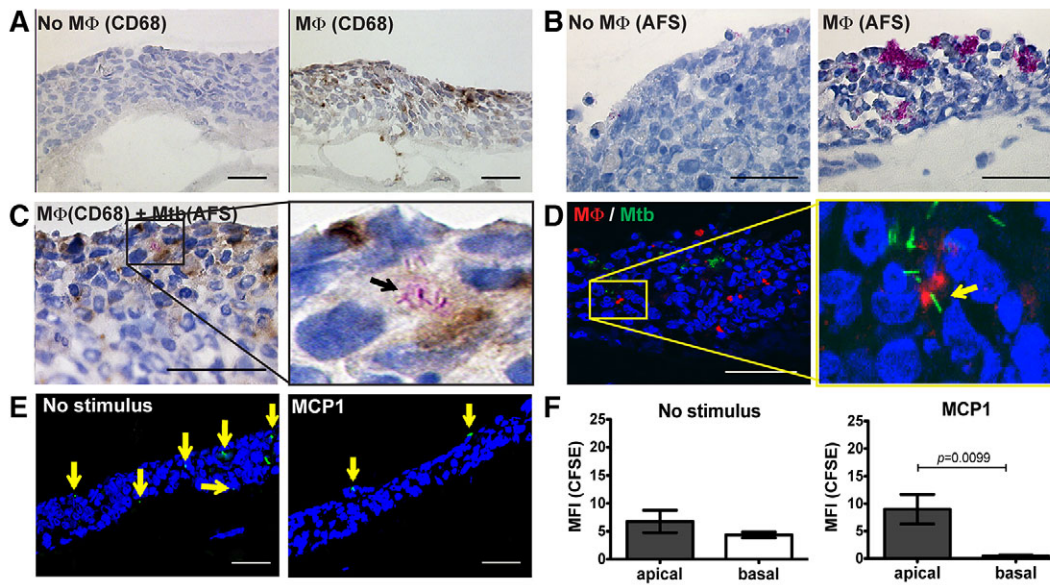 A No MΦ (CD68) MΦ (CD68)
B No MΦ (AFS) MΦ (AFS)
C MΦ(CD68) + Mtb(AFS)
D MΦ / Mtb
E No stimulus MCP1
F No stimulus MCP1
MFI (CFSE)
25
20
15
10
5
0
apical basal
MFI (CFSE)
25
20
15
10
5
0
p=0.0099
apical basal